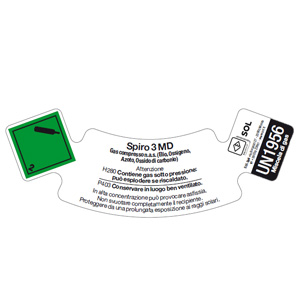 Spiro 3 MD
Gas compresso n.a.s. (Elio, Ossigeno,
Azoto, Ossido di carbonio)
Attenzione
H280 Contiene gas sotto pressione:
può esplodere se riscaldato.
P403 Conservare in luogo ben ventilato.
In alta concentrazione può provocare asfissia.
Non svuotare completamente il recipiente.
Proteggere da una prolungata esposizione ai raggi solari.
2
SOL
UN1956
Miscele di gas